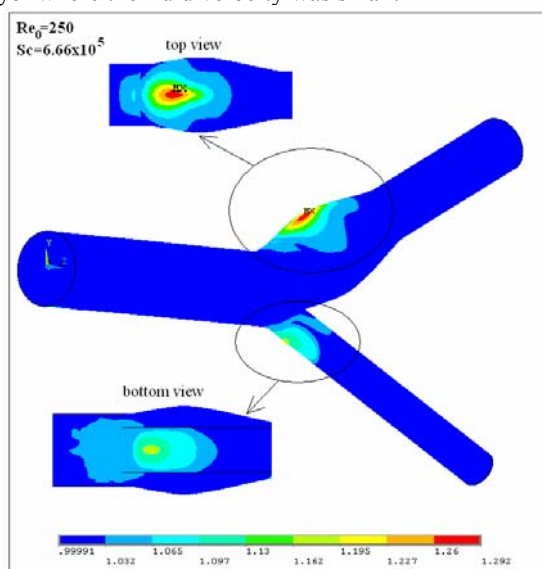 Re0=250
Sc=6.66x10^5
top view
MX
MX
Y
Z
bottom view
.99991 1.065 1.13 1.195 1.26
1.032 1.097 1.162 1.227 1.292